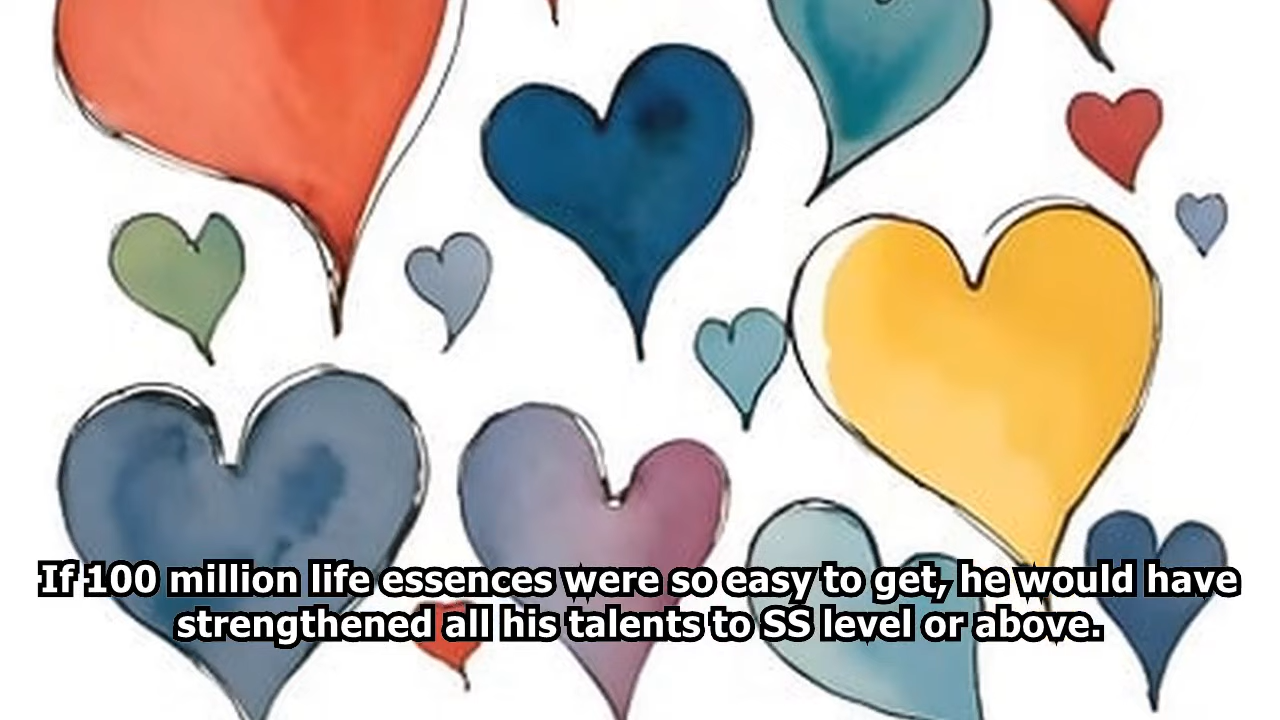 If 100 million life essences were so easy to get, he would have
strengthened all his talents to SS level or above.